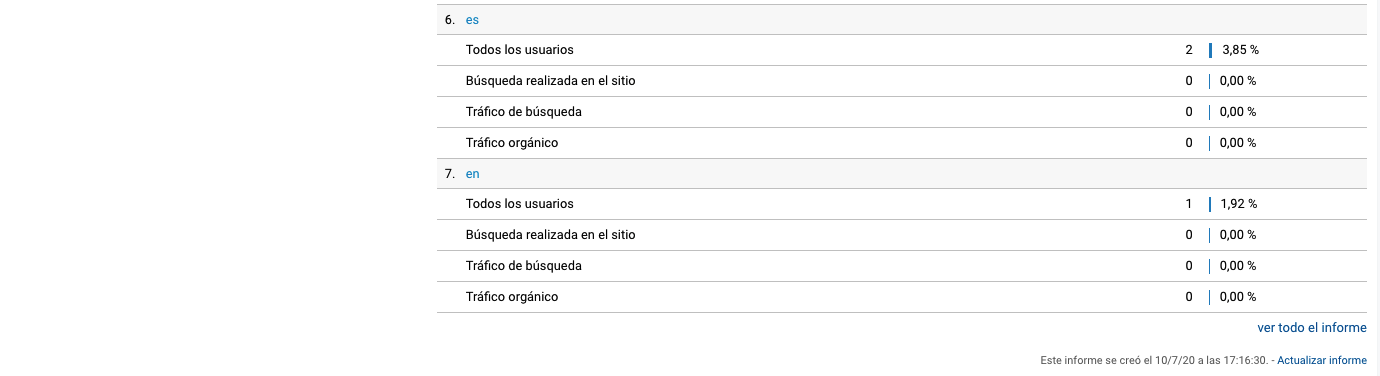 6. es
Todos los usuarios 2 3,85 %
Búsqueda realizada en el sitio 0 0,00 %
Tráfico de búsqueda 0 0,00 %
Tráfico orgánico 0 0,00 %
7. en
Todos los usuarios 1 1,92 %
Búsqueda realizada en el sitio 0 0,00 %
Tráfico de búsqueda 0 0,00 %
Tráfico orgánico 0 0,00 %
ver todo el informe
Este informe se creó el 10/7/20 a las 17:16:30. - Actualizar informe